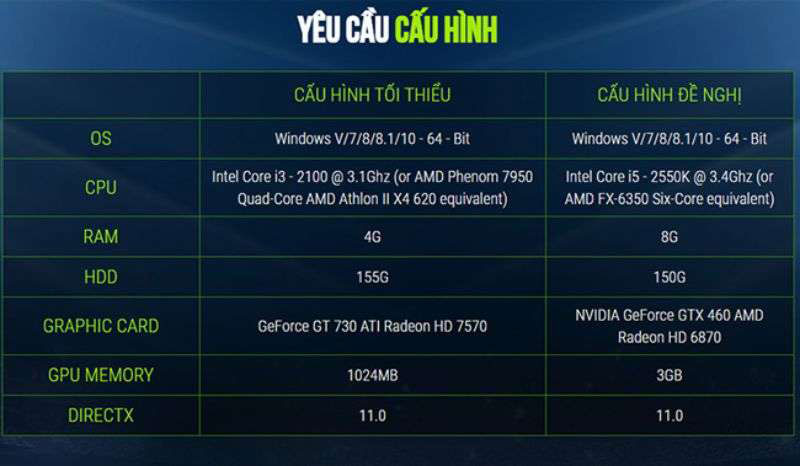 YÊU CẦU CẤU HÌNH
CẤU HÌNH TỐI THIỂU CẤU HÌNH ĐỀ NGHỊ
OS Windows V/7/8/8.1/10 - 64 - Bit Windows V/7/8/8.1/10 - 64 - Bit
CPU Intel Core i3 - 2100 @ 3.1Ghz (or AMD Phenom 7950 Quad-Core AMD Athlon II X4 620 equivalent) Intel Core i5 - 2550K @ 3.4Ghz (or AMD FX-6350 Six-Core equivalent)
RAM 4G 8G
HDD 155G 150G
GRAPHIC CARD GeForce GT 730 ATI Radeon HD 7570 NVIDIA GeForce GTX 460 AMD Radeon HD 6870
GPU MEMORY 1024MB 3GB
DIRECTX 11.0 11.0